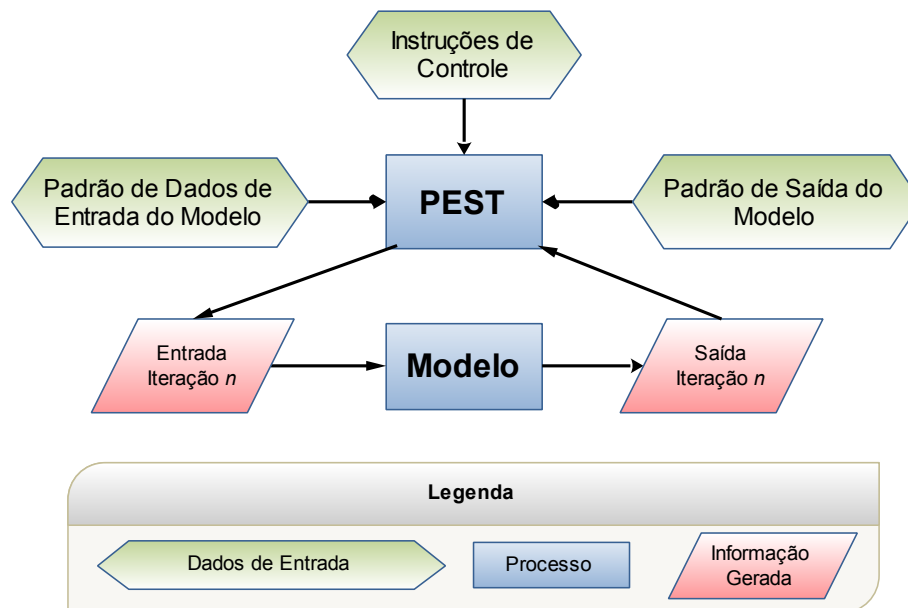 Instruções de
Controle
Padrão de Dados de
Entrada do Modelo
PEST
Padrão de Saída do
Modelo
Entrada
Iteração n
Modelo
Saída
Iteração n
Legenda
Dados de Entrada
Processo
Informação
Gerada